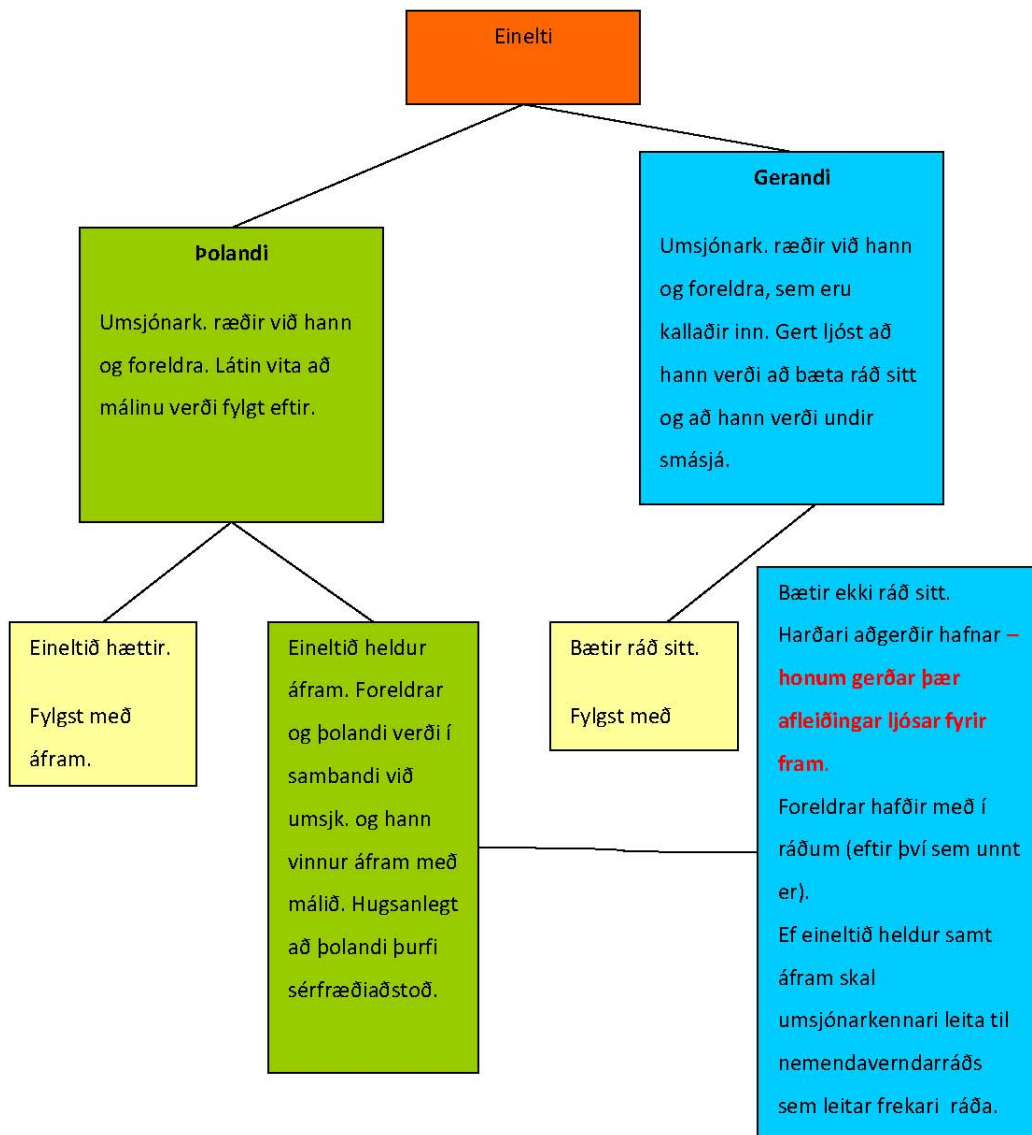 Einelti
Gerandi
Umsjónark. ræðir við hann
og foreldra, sem eru
kallaðir inn. Gert ljóst að
hann verði að bæta ráð sitt
og að hann verði undir
smásjá.
Þolandi
Umsjónark. ræðir við hann
og foreldra. Látin vita að
málinu verði fylgt eftir.
Eineltið hættir.
Fylgst með
áfram.
Eineltið heldur
áfram. Foreldrar
og þolandi verði í
sambandi við
umsjk. og hann
vinnur áfram með
málið. Hugsanlegt
að þolandi þurfi
sérfræðiaðstoð.
Bætir ráð sitt.
Fylgst með
Bætir ekki ráð sitt.
Harðari aðgerðir hafnar –
honum gerðar þær
afleiðingar ljósar fyrir
fram.
Foreldrar hafðir með í
ráðum (eftir því sem unnt
er).
Ef eineltið heldur samt
áfram skal
umsjónarkennari leita til
nemendaverndarráðs
sem leitar frekari ráða.